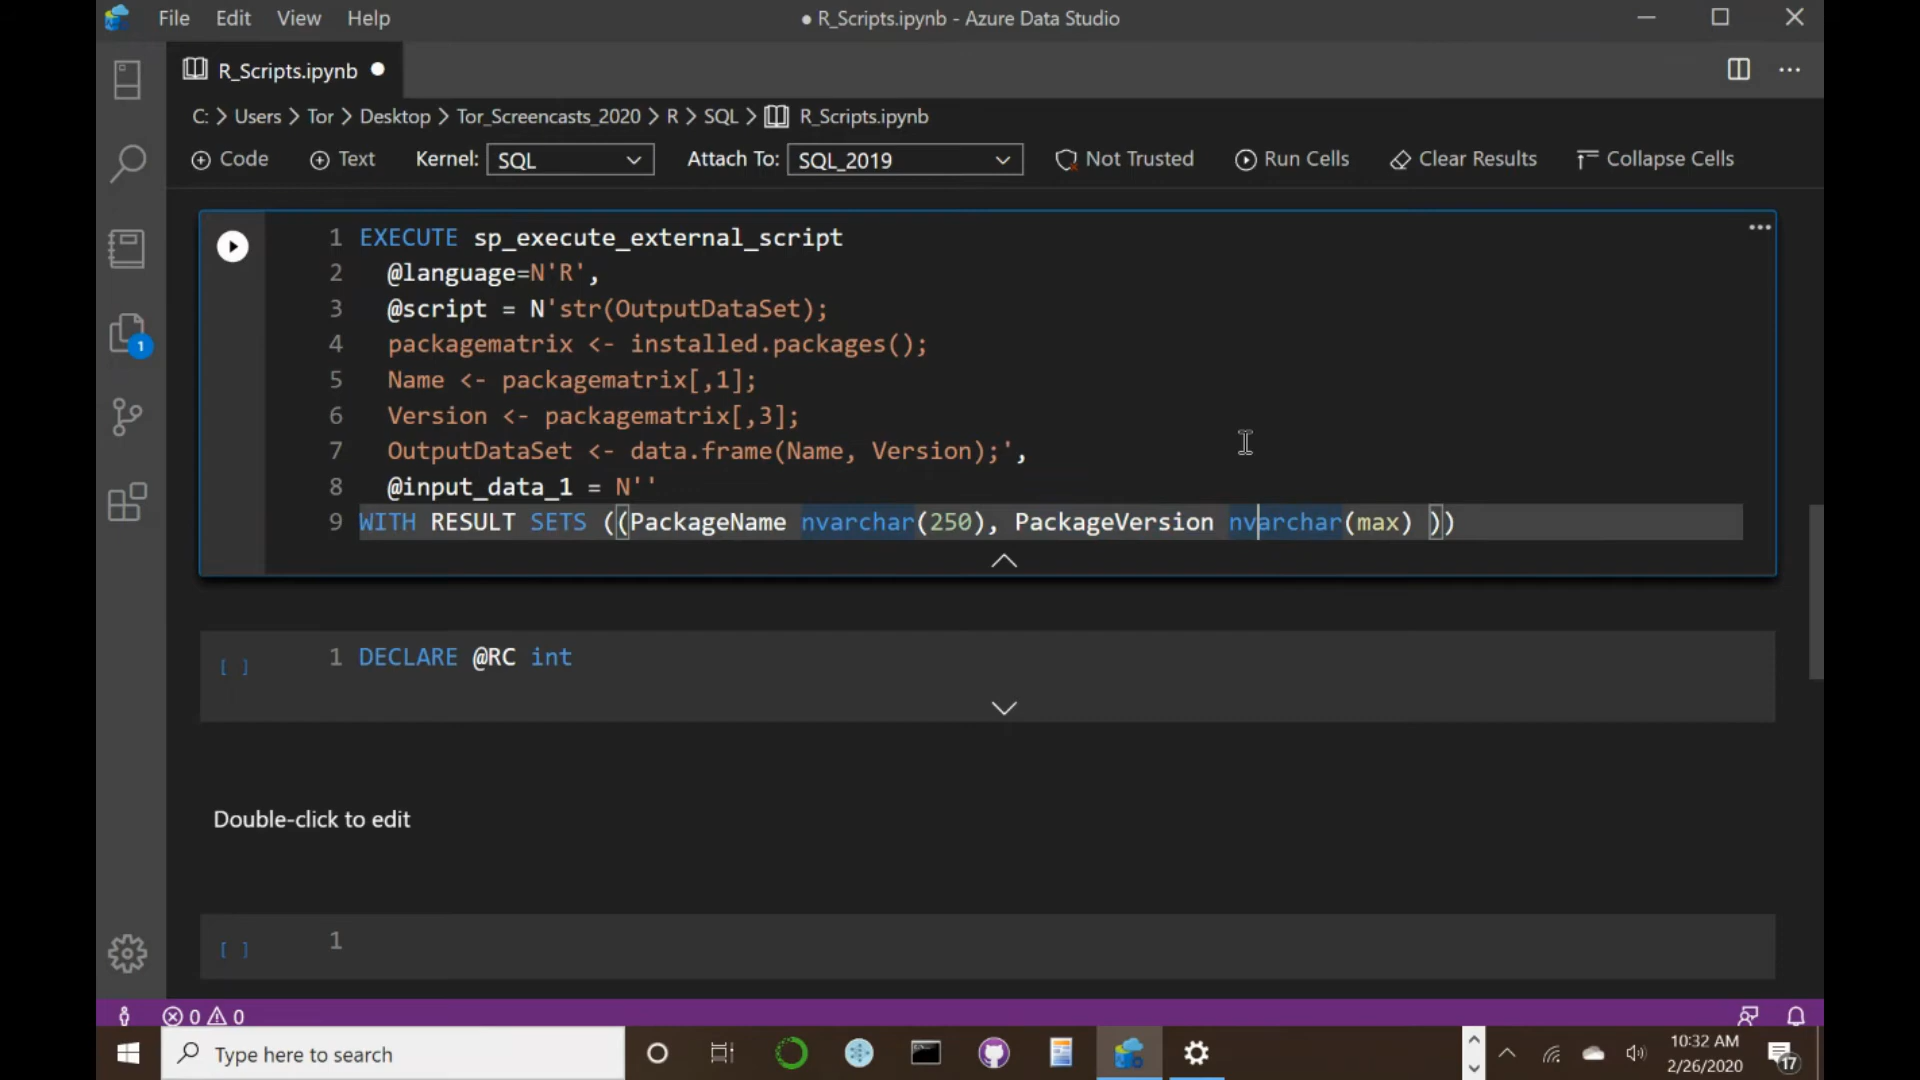 File Edit View Help
● R_Scripts.ipynb - Azure Data Studio
R_Scripts.ipynb ●
C: > Users > Tor > Desktop > Tor_Screencasts_2020 > R > SQL > R_Scripts.ipynb
Code Text Kernel: SQL Attach To: SQL_2019 Not Trusted Run Cells Clear Results Collapse Cells
1 EXECUTE sp_execute_external_script
2 @language=N'R',
3 @script = N'str(OutputDataSet);
4 packagematrix <- installed.packages();
5 Name <- packagematrix[,1];
6 Version <- packagematrix[,3];
7 OutputDataSet <- data.frame(Name, Version);',
8 @input_data_1 = N''
9 WITH RESULT SETS ((PackageName nvarchar(250), PackageVersion nvarchar(max) ))
1
[ ] 1 DECLARE @RC int
Double-click to edit
[ ] 1
0 0
Type here to search
10:32 AM
2/26/2020
17